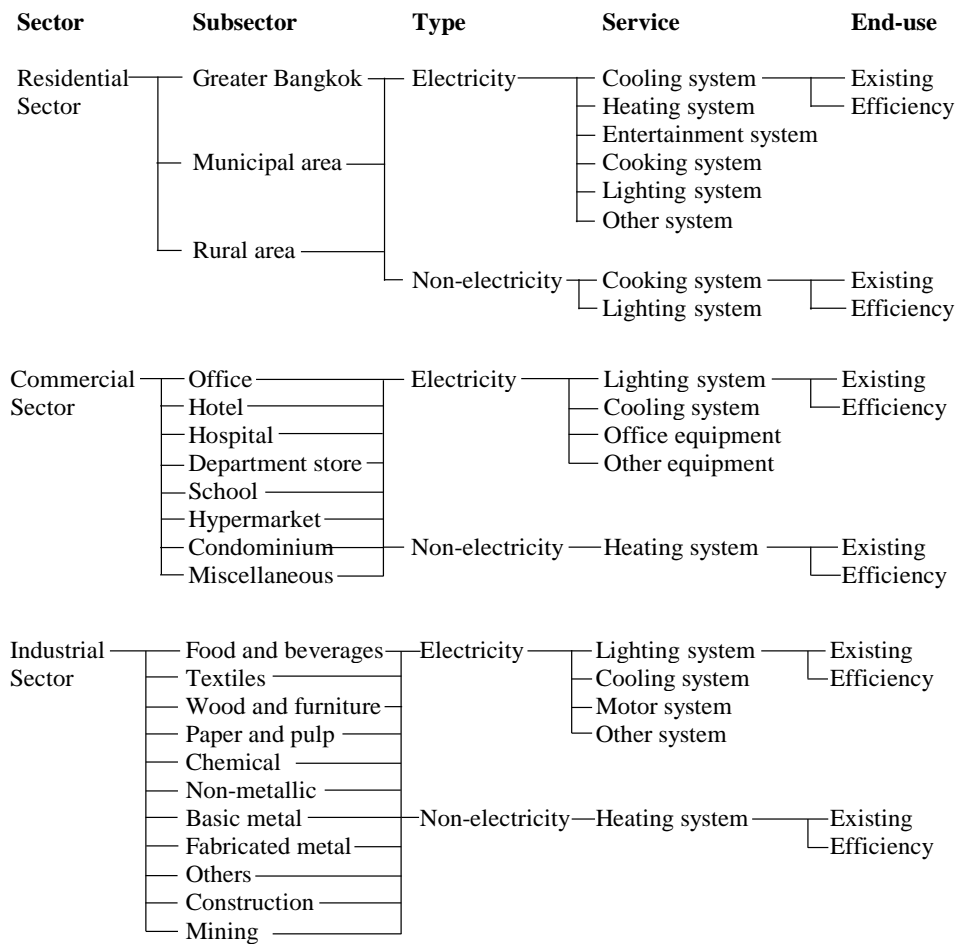 Sector Subsector Type Service End-use
Residential Greater Bangkok Electricity Cooling system Existing
Sector Heating system Efficiency
Entertainment system
Municipal area Cooking system
Lighting system
Other system
Rural area
Non-electricity Cooking system Existing
Lighting system Efficiency
Commercial Office Electricity Lighting system Existing
Sector Hotel Cooling system Efficiency
Hospital Office equipment
Department store Other equipment
School
Hypermarket
Condominium Non-electricity Heating system Existing
Miscellaneous Efficiency
Industrial Food and beverages Electricity Lighting system Existing
Sector Textiles Cooling system Efficiency
Wood and furniture Motor system
Paper and pulp Other system
Chemical
Non-metallic
Basic metal Non-electricity Heating system Existing
Fabricated metal Efficiency
Others
Construction
Mining